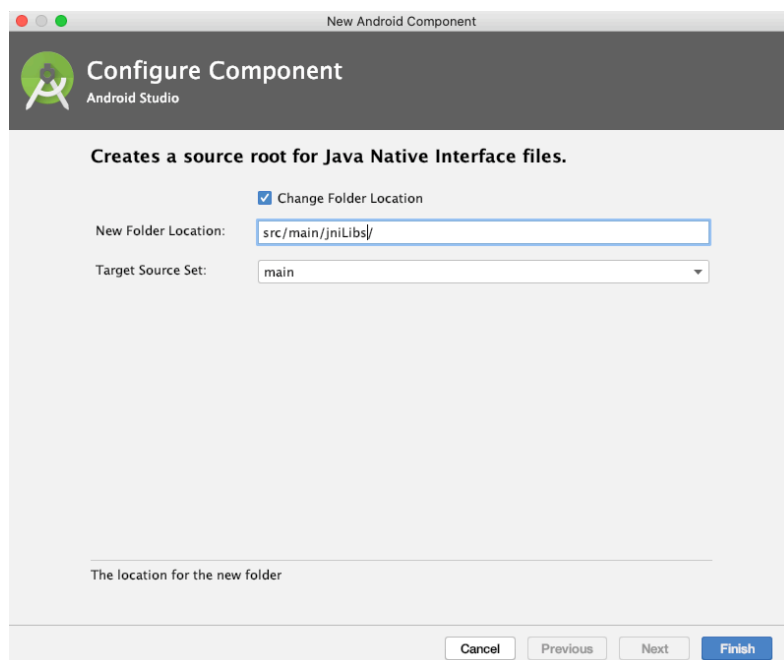 New Android Component
Configure Component
Android Studio
Creates a source root for Java Native Interface files.
Change Folder Location
New Folder Location: src/main/jniLibs/
Target Source Set: main
The location for the new folder
Cancel Previous Next Finish